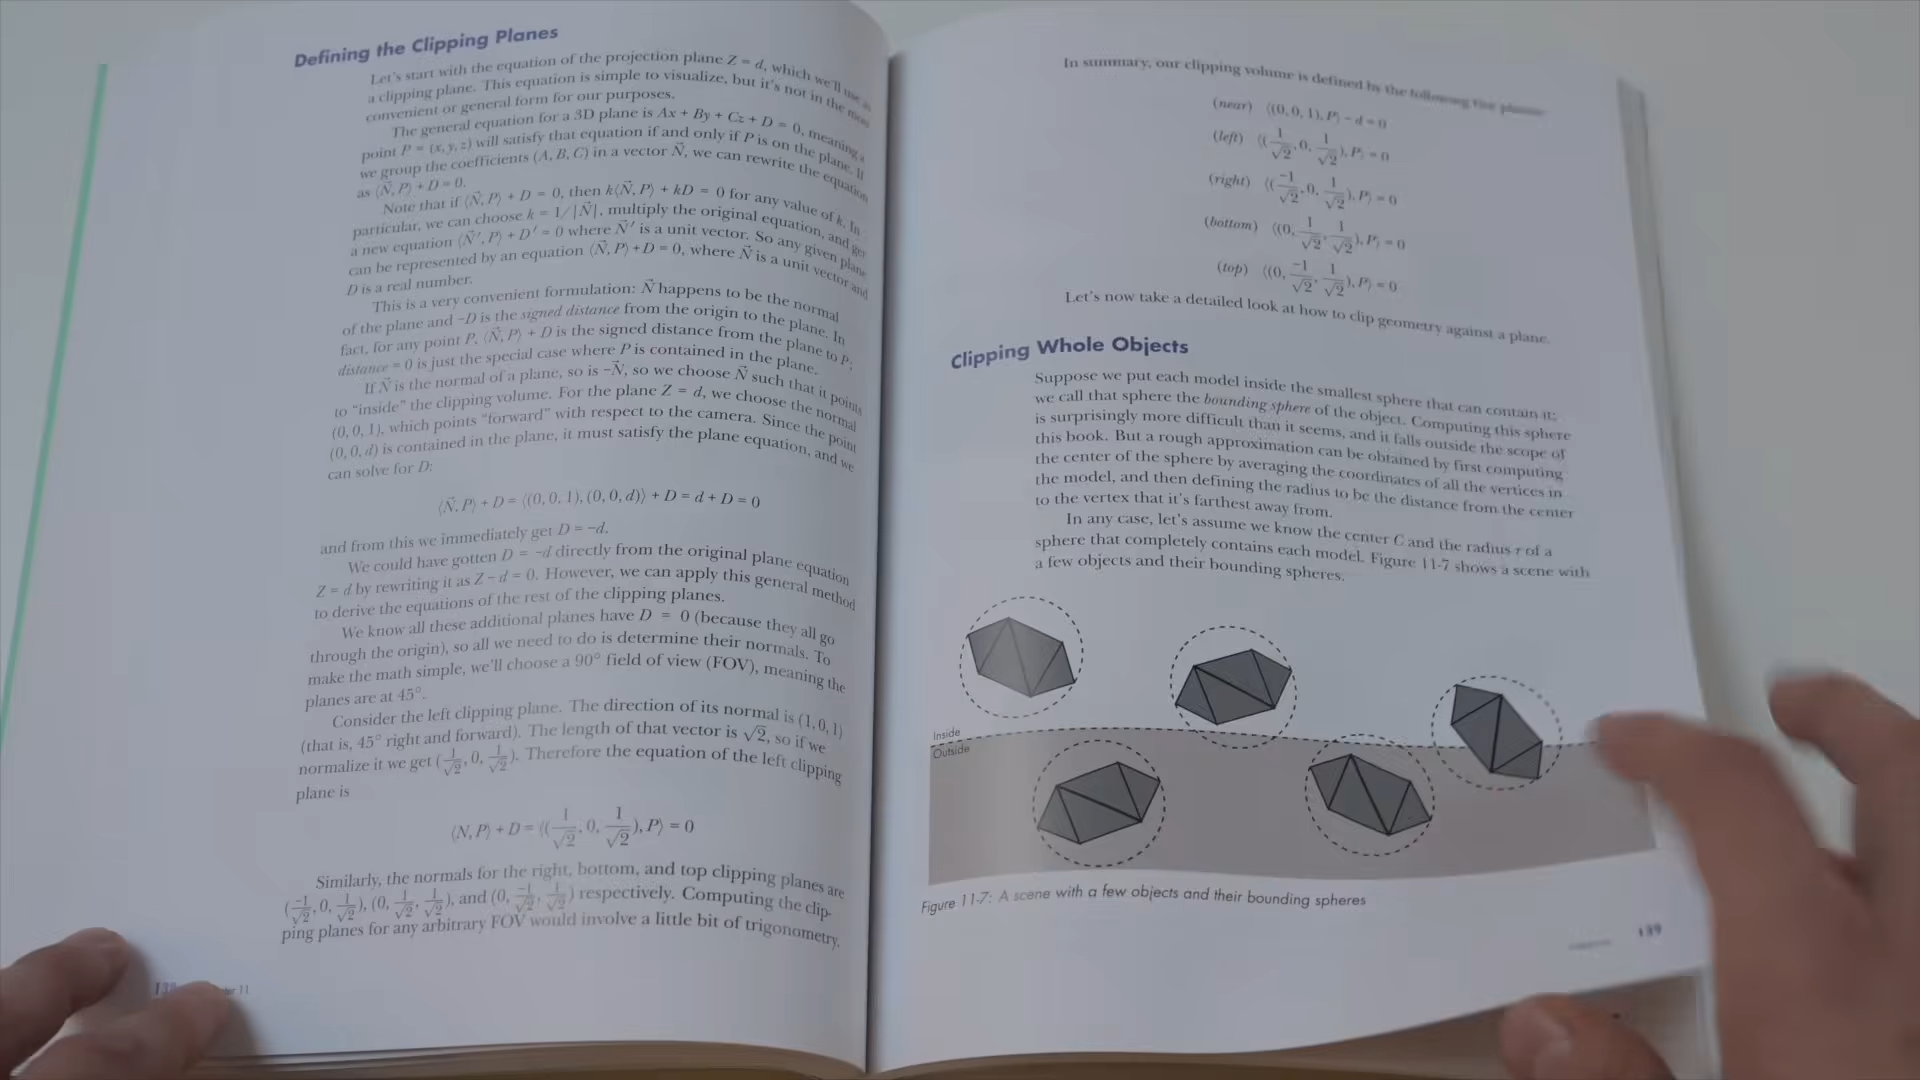 Defining the Clipping Planes
Let's start with the equation of the projection plane Z = d, which we'll use as
a clipping plane. This equation is simple to visualize, but it's not in the most
convenient or general form for our purposes.
The general equation for a 3D plane is Ax + By + Cz + D = 0, meaning a
point P = (x, y, z) will satisfy that equation if and only if P is on the plane. If
we group the coefficients (A, B, C) in a vector N⃗, we can rewrite the equation
as ⟨N⃗, P⟩ + D = 0.
Note that if ⟨N⃗, P⟩ + D = 0, then k⟨N⃗, P⟩ + kD = 0 for any value of k. In
particular, we can choose k = 1/|N⃗|, multiply the original equation, and get
a new equation ⟨N⃗′, P⟩ + D′ = 0 where N⃗′ is a unit vector. So any given plane
can be represented by an equation ⟨N⃗, P⟩ + D = 0, where N⃗ is a unit vector and
D is a real number.
This is a very convenient formulation: N⃗ happens to be the normal
of the plane and −D is the signed distance from the origin to the plane. In
fact, for any point P, ⟨N⃗, P⟩ + D is the signed distance from the plane to P;
distance = 0 is just the special case where P is contained in the plane.
If N⃗ is the normal of a plane, so is −N⃗, so we choose N⃗ such that it points
to “inside” the clipping volume. For the plane Z = d, we choose the normal
(0, 0, 1), which points “forward” with respect to the camera. Since the point
(0, 0, d) is contained in the plane, it must satisfy the plane equation, and we
can solve for D:
⟨N⃗, P⟩ + D = ⟨(0, 0, 1), (0, 0, d)⟩ + D = d + D = 0
and from this we immediately get D = −d.
We could have gotten D = −d directly from the original plane equation
Z = d by rewriting it as Z − d = 0. However, we can apply this general method
to derive the equations of the rest of the clipping planes.
We know all these additional planes have D = 0 (because they all go
through the origin), so all we need to do is determine their normals. To
make the math simple, we'll choose a 90° field of view (FOV), meaning the
planes are at 45°.
Consider the left clipping plane. The direction of its normal is (1, 0, 1)
(that is, 45° right and forward). The length of that vector is √2, so if we
normalize it we get (1/√2, 0, 1/√2). Therefore the equation of the left clipping
plane is
⟨N, P⟩ + D = ⟨(1/√2, 0, 1/√2), P⟩ = 0
Similarly, the normals for the right, bottom, and top clipping planes are
(−1/√2, 0, 1/√2), (0, 1/√2, 1/√2), and (0, −1/√2, 1/√2) respectively. Computing the clip-
ping planes for any arbitrary FOV would involve a little bit of trigonometry.
11
In summary, our clipping volume is defined by the following five planes:
(near) ⟨(0, 0, 1), P⟩ − d = 0
(left) ⟨(1/√2, 0, 1/√2), P⟩ = 0
(right) ⟨(−1/√2, 0, 1/√2), P⟩ = 0
(bottom) ⟨(0, 1/√2, 1/√2), P⟩ = 0
(top) ⟨(0, −1/√2, 1/√2), P⟩ = 0
Let's now take a detailed look at how to clip geometry against a plane.
Clipping Whole Objects
Suppose we put each model inside the smallest sphere that can contain it;
we call that sphere the bounding sphere of the object. Computing this sphere
is surprisingly more difficult than it seems, and it falls outside the scope of
this book. But a rough approximation can be obtained by first computing
the center of the sphere by averaging the coordinates of all the vertices in
the model, and then defining the radius to be the distance from the center
to the vertex that it's farthest away from.
In any case, let's assume we know the center C and the radius r of a
sphere that completely contains each model. Figure 11-7 shows a scene with
a few objects and their bounding spheres.
Inside
Outside
Figure 11-7: A scene with a few objects and their bounding spheres
139